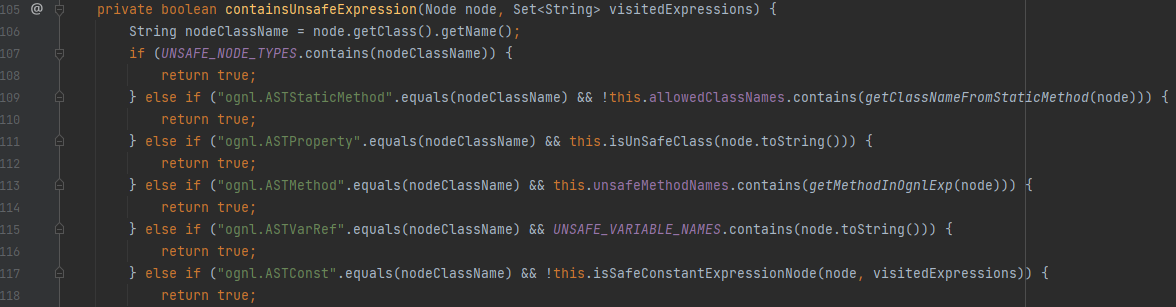 105 @ private boolean containsUnsafeExpression(Node node, Set<String> visitedExpressions) {
106 String nodeClassName = node.getClass().getName();
107 if (UNSAFE_NODE_TYPES.contains(nodeClassName)) {
108 return true;
109 } else if ("ognl.ASTStaticMethod".equals(nodeClassName) && !this.allowedClassNames.contains(getClassNameFromStaticMethod(node))) {
110 return true;
111 } else if ("ognl.ASTProperty".equals(nodeClassName) && this.isUnSafeClass(node.toString())) {
112 return true;
113 } else if ("ognl.ASTMethod".equals(nodeClassName) && this.unsafeMethodNames.contains(getMethodInOgnlExp(node))) {
114 return true;
115 } else if ("ognl.ASTVarRef".equals(nodeClassName) && UNSAFE_VARIABLE_NAMES.contains(node.toString())) {
116 return true;
117 } else if ("ognl.ASTConst".equals(nodeClassName) && !this.isSafeConstantExpressionNode(node, visitedExpressions)) {
118 return true;